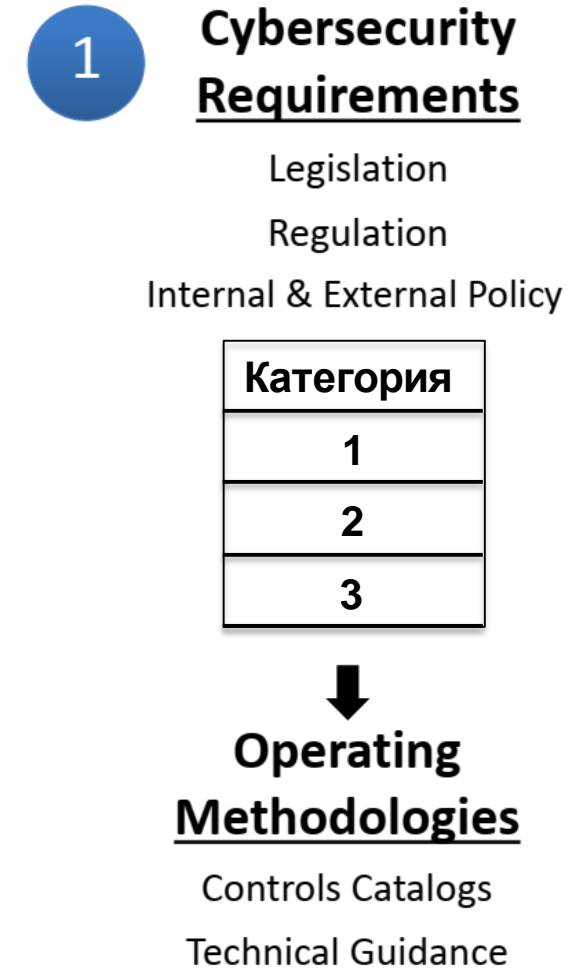 1
Cybersecurity
Requirements
Legislation
Regulation
Internal & External Policy
Категория
1
2
3
Operating
Methodologies
Controls Catalogs
Technical Guidance